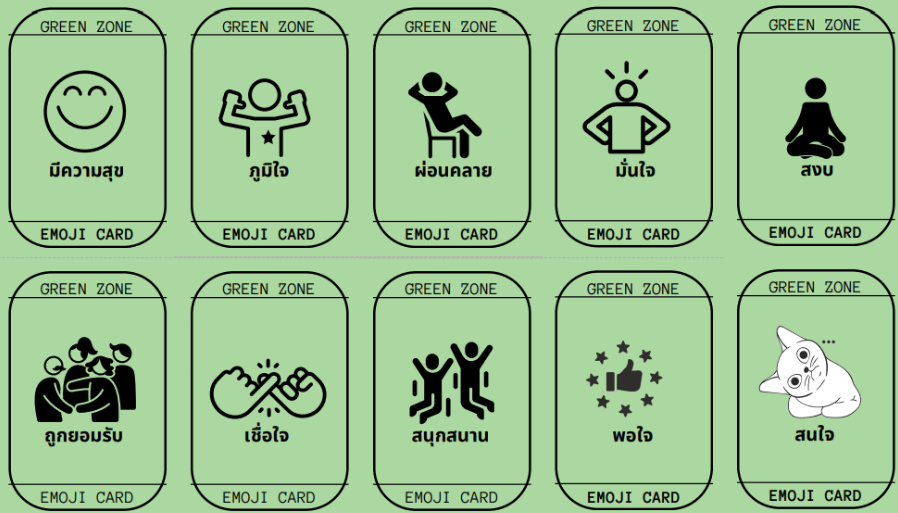 GREEN ZONE
มีความสุข
EMOJI CARD
GREEN ZONE
ภูมิใจ
EMOJI CARD
GREEN ZONE
ผ่อนคลาย
EMOJI CARD
GREEN ZONE
มั่นใจ
EMOJI CARD
GREEN ZONE
สงบ
EMOJI CARD
GREEN ZONE
ถูกยอมรับ
EMOJI CARD
GREEN ZONE
เชื่อใจ
EMOJI CARD
GREEN ZONE
สนุกสนาน
EMOJI CARD
GREEN ZONE
พอใจ
EMOJI CARD
GREEN ZONE
...
สนใจ
EMOJI CARD